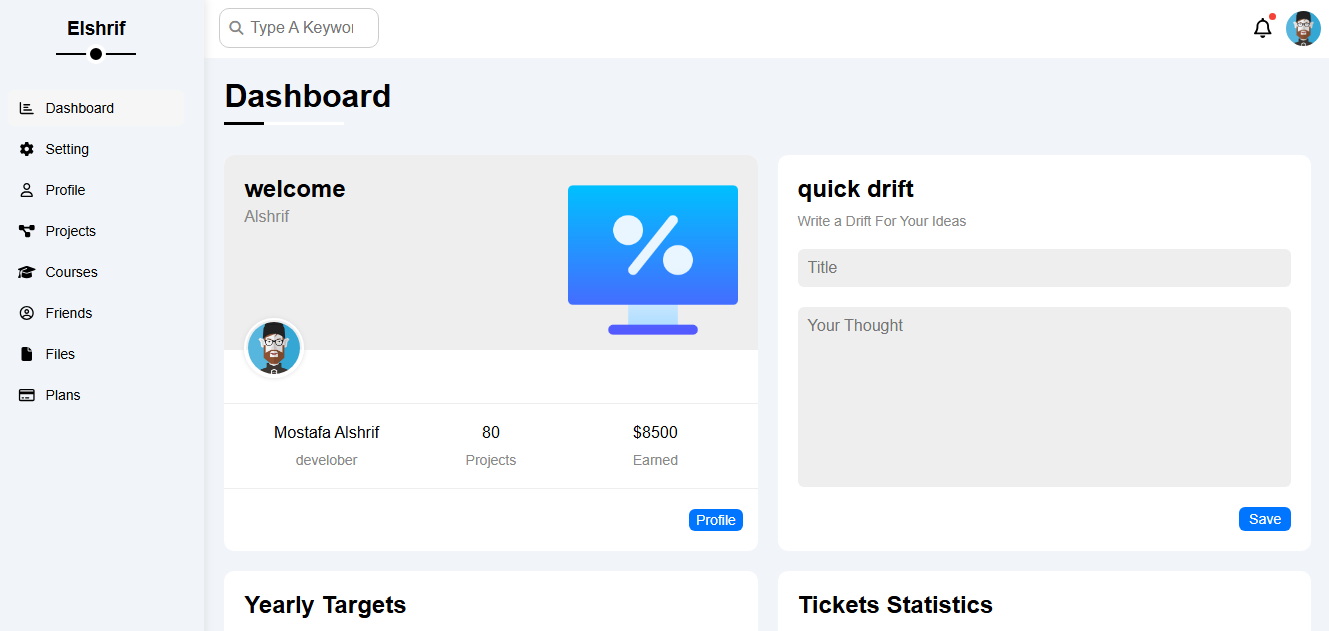 Elshrif
Type A Keywor
Dashboard
Setting
Profile
Projects
Courses
Friends
Files
Plans
Dashboard
welcome
Alshrif
%
Mostafa Alshrif
develober
80
Projects
$8500
Earned
Profile
quick drift
Write a Drift For Your Ideas
Title
Your Thought
Save
Yearly Targets
Tickets Statistics